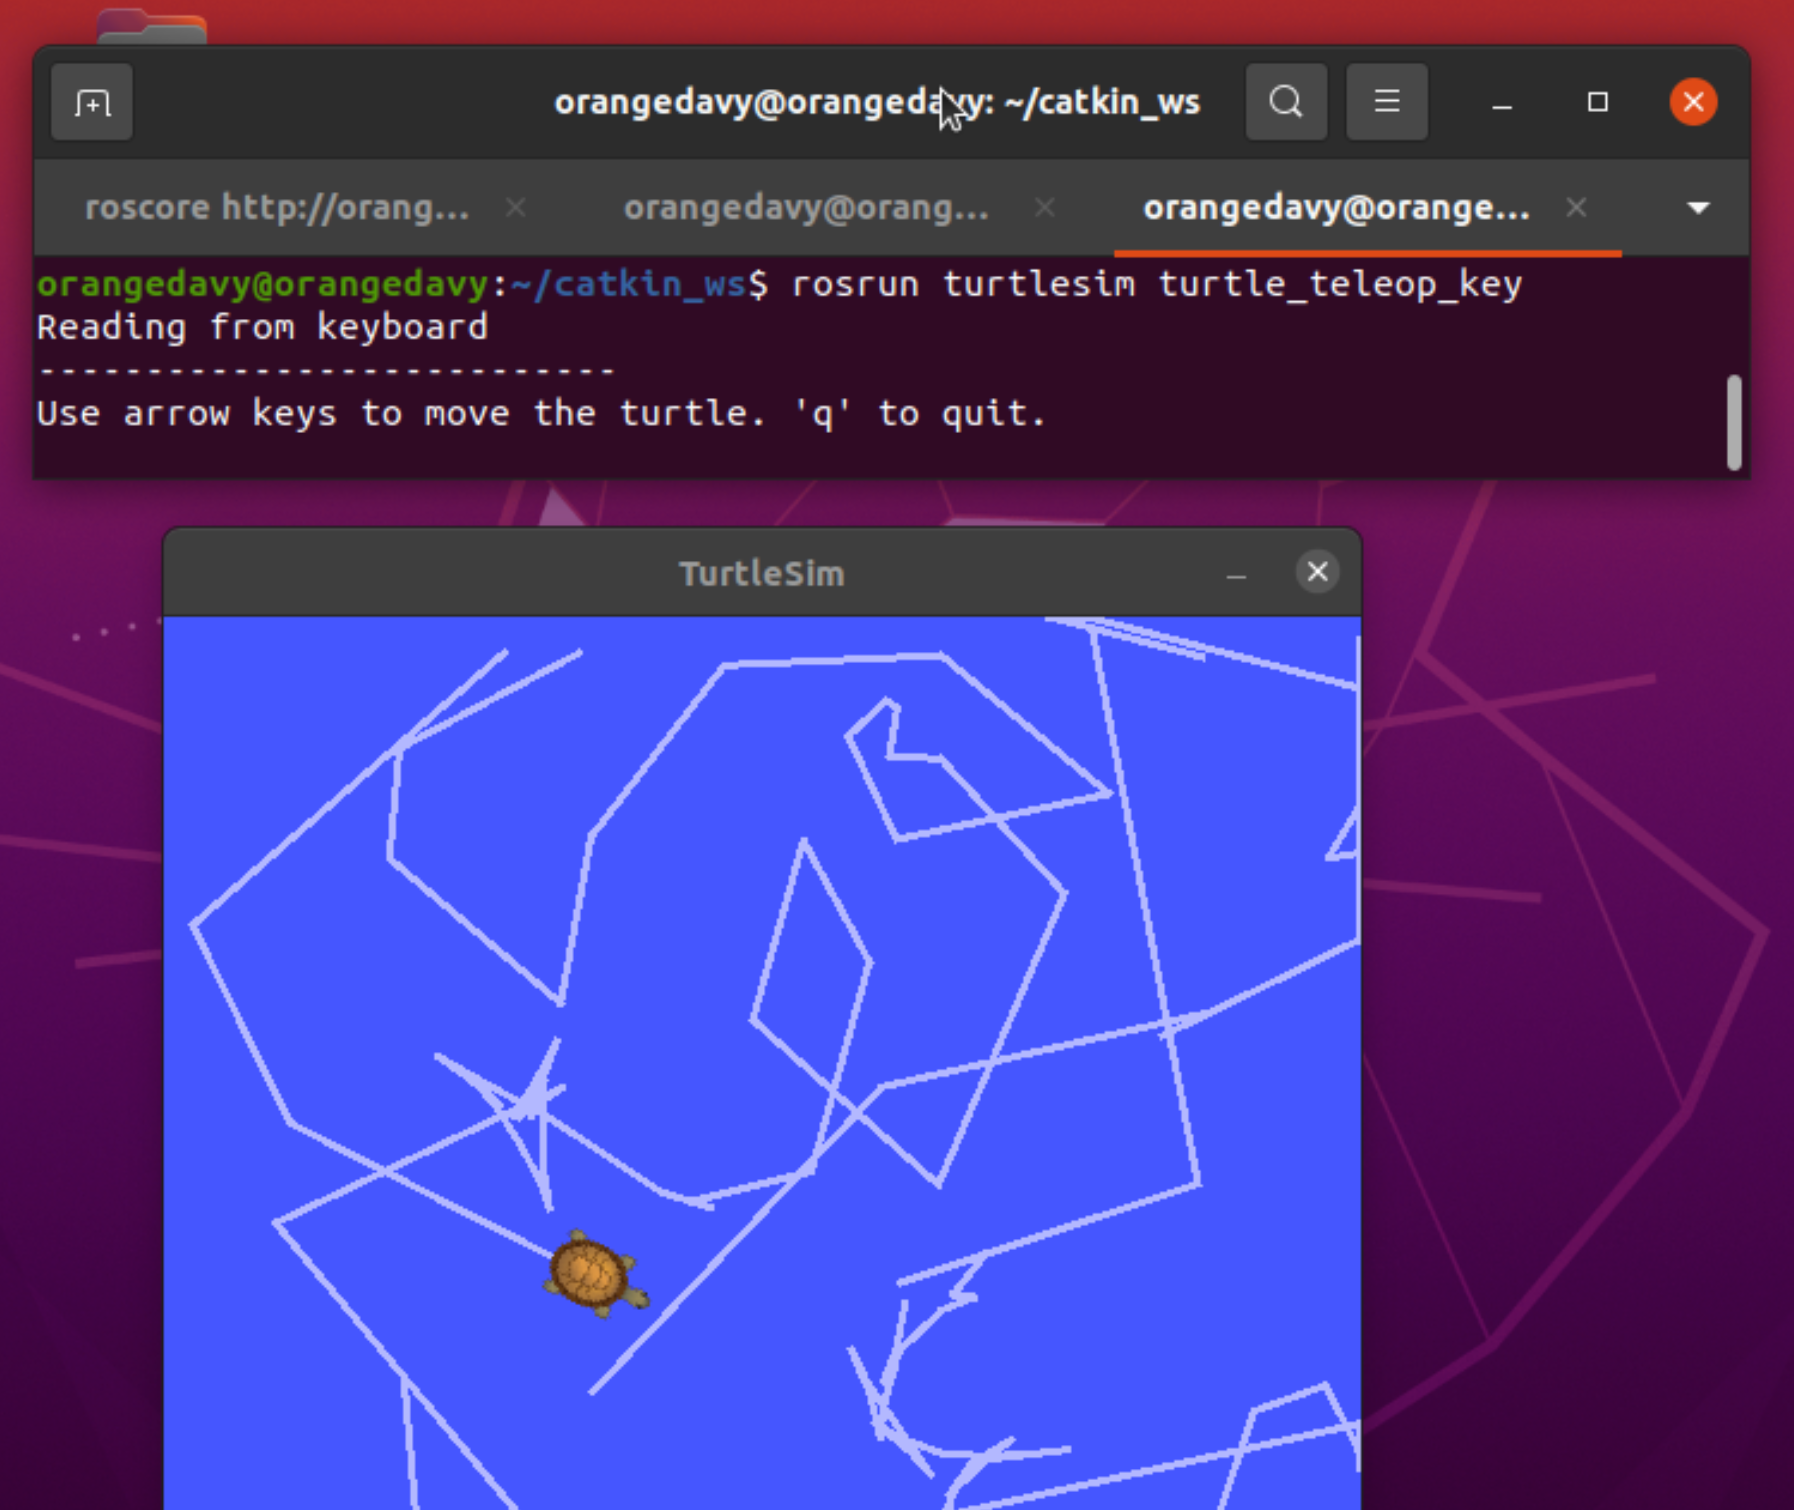 orangedavy@orangedavy: ~/catkin_ws
roscore http://orang...
orangedavy@orang...
orangedavy@orange...
orangedavy@orangedavy:~/catkin_ws$ rosrun turtlesim turtle_teleop_key
Reading from keyboard
---------------------------
Use arrow keys to move the turtle. 'q' to quit.
TurtleSim